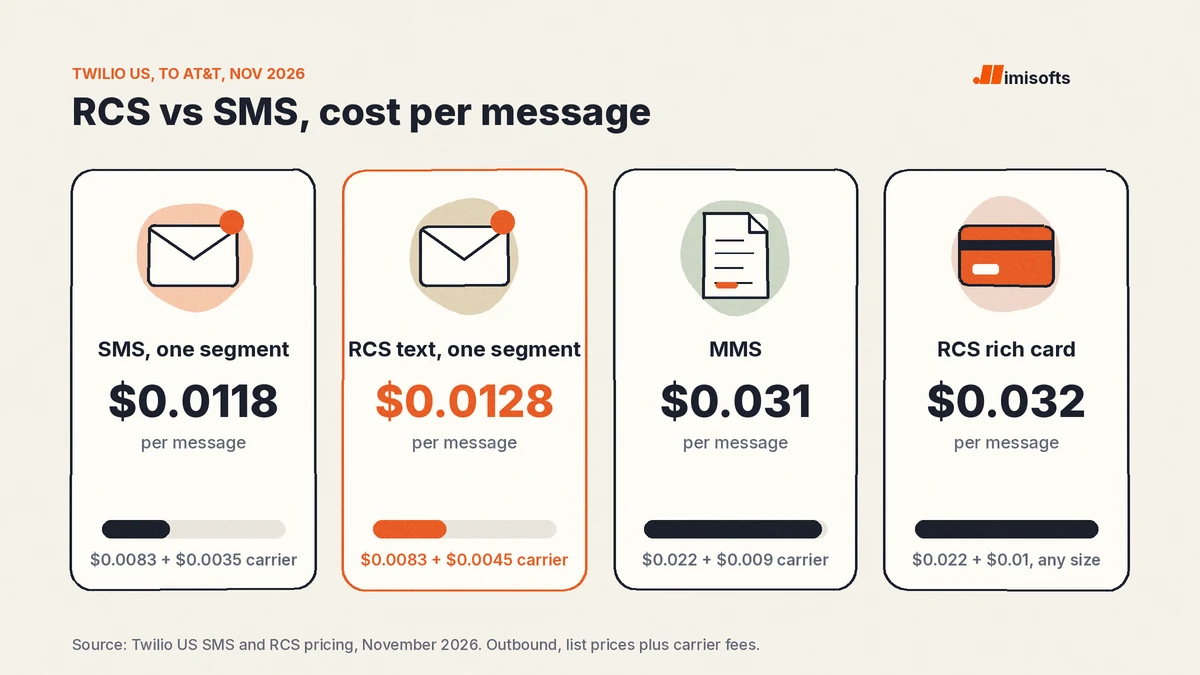 TWILIO US, TO AT&T, NOV 2026
imisofts
RCS vs SMS, cost per message
SMS, one segment
$0.0118
per message
$0.0083 + $0.0035 carrier
RCS text, one segment
$0.0128
per message
$0.0083 + $0.0045 carrier
MMS
$0.031
per message
$0.022 + $0.009 carrier
RCS rich card
$0.032
per message
$0.022 + $0.01, any size
Source: Twilio US SMS and RCS pricing, November 2026. Outbound, list prices plus carrier fees.